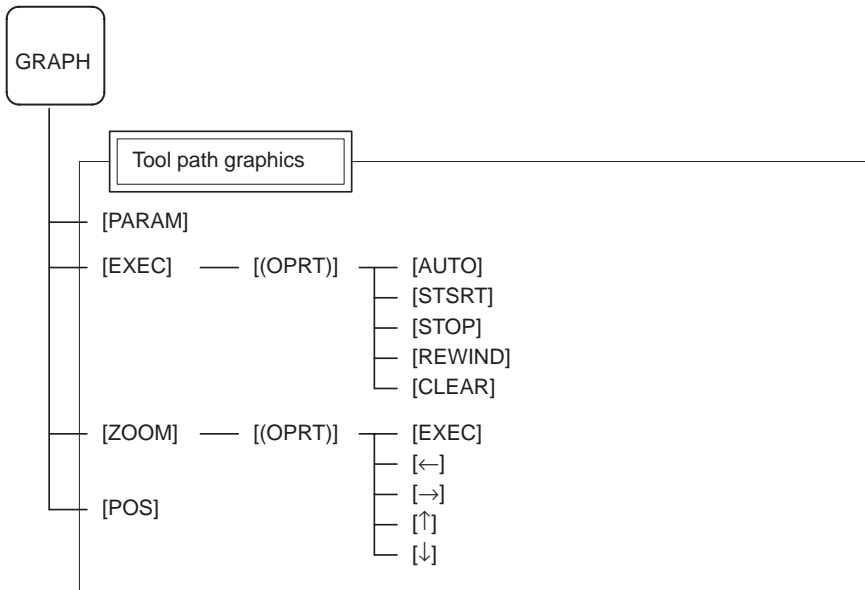 GRAPH
Tool path graphics
[PARAM]
[EXEC] [(OPRT)] [AUTO]
[STSRT]
[STOP]
[REWIND]
[CLEAR]
[ZOOM] [(OPRT)] [EXEC]
[←]
[→]
[POS]
[↑]
[↓]